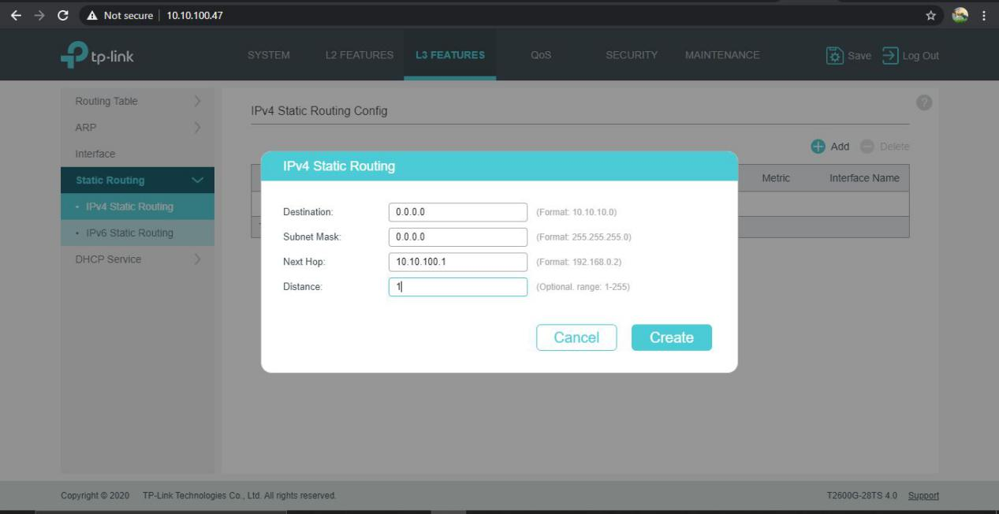 Not secure | 10.10.100.47
tp-link
SYSTEM L2 FEATURES L3 FEATURES QoS SECURITY MAINTENANCE Save Log Out
Routing Table
ARP
Interface
Static Routing
IPv4 Static Routing
IPv6 Static Routing
DHCP Service
IPv4 Static Routing Config ?
Add Delete
Metric Interface Name
IPv4 Static Routing
Destination: 0.0.0.0 (Format: 10.10.10.0)
Subnet Mask: 0.0.0.0 (Format: 255.255.255.0)
Next Hop: 10.10.100.1 (Format: 192.168.0.2)
Distance: 1 (Optional. range: 1-255)
Cancel Create
Copyright © 2020 TP-Link Technologies Co., Ltd. All rights reserved. T2600G-28TS 4.0 Support